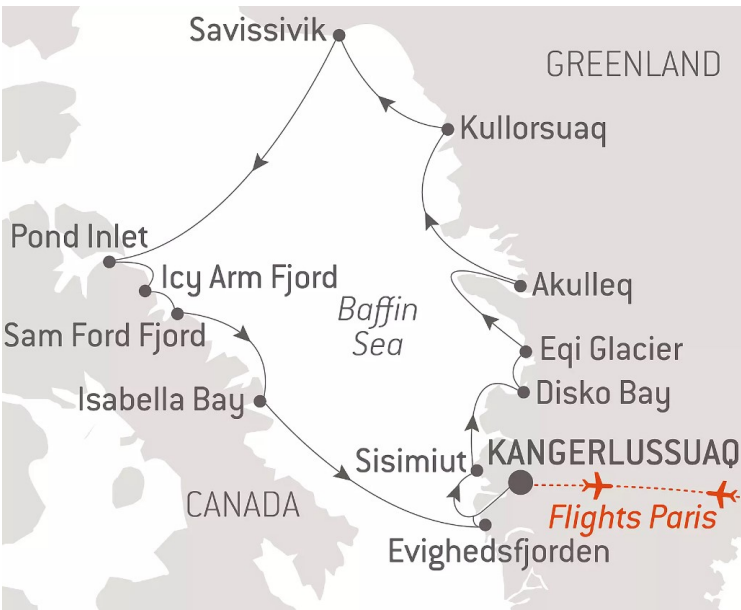 Savissivik
GREENLAND
Kullorsuaq
Pond Inlet
Icy Arm Fjord
Akulleq
Baffin
Sea
Sam Ford Fjord
Eqi Glacier
Disko Bay
Isabella Bay
Sisimiut
KANGERLUSSUAQ
CANADA
Flights Paris
Evighedsfjorden